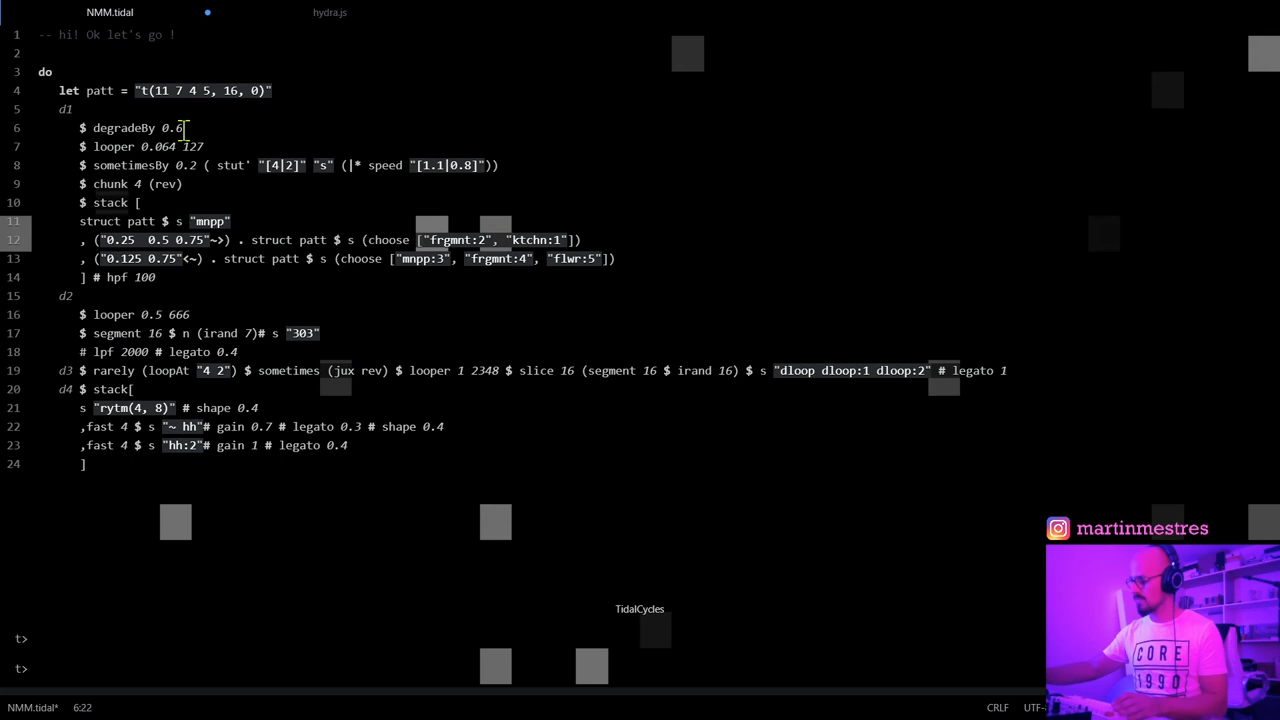 NMM.tidal
hydra.js
1 -- hi! Ok let's go !
2
3 do
4 let patt = "t(11 7 4 5, 16, 0)"
5 d1
6 $ degradeBy 0.6
7 $ looper 0.064 127
8 $ sometimesBy 0.2 ( stut' "[4|2]" "s" (|* speed "[1.1|0.8]"))
9 $ chunk 4 (rev)
10 $ stack [
11 struct patt $ s "mnpp"
12 , ("0.25 0.5 0.75"~>) . struct patt $ s (choose ["frgmnt:2", "ktchn:1"])
13 , ("0.125 0.75"<~) . struct patt $ s (choose ["mnpp:3", "frgmnt:4", "flwr:5"])
14 ] # hpf 100
15 d2
16 $ looper 0.5 666
17 $ segment 16 $ n (irand 7)# s "303"
18 # lpf 2000 # legato 0.4
19 d3 $ rarely (loopAt "4 2") $ sometimes (jux rev) $ looper 1 2348 $ slice 16 (segment 16 $ irand 16) $ s "dloop dloop:1 dloop:2" # legato 1
20 d4 $ stack[
21 s "rytm(4, 8)" # shape 0.4
22 ,fast 4 $ s "~ hh"# gain 0.7 # legato 0.3 # shape 0.4
23 ,fast 4 $ s "hh:2"# gain 1 # legato 0.4
24 ]
martinmestres
TidalCycles
t>
t>
CORE
1990
NMM.tidal* 6:22
CRLF UTF-